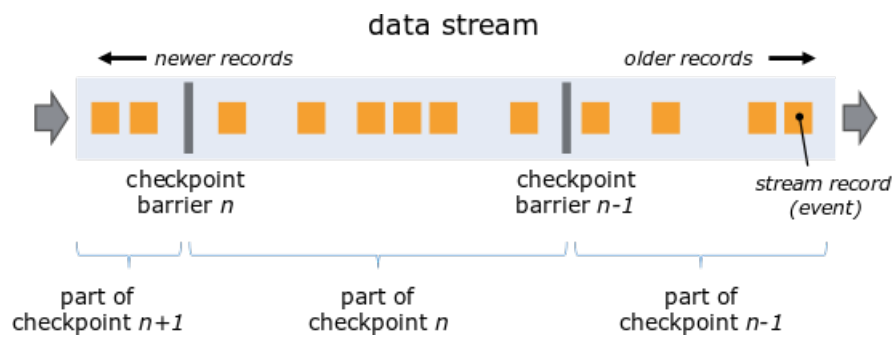 data stream
newer records
older records
checkpoint
barrier n
checkpoint
barrier n-1
stream record
(event)
part of
checkpoint n+1
part of
checkpoint n
part of
checkpoint n-1